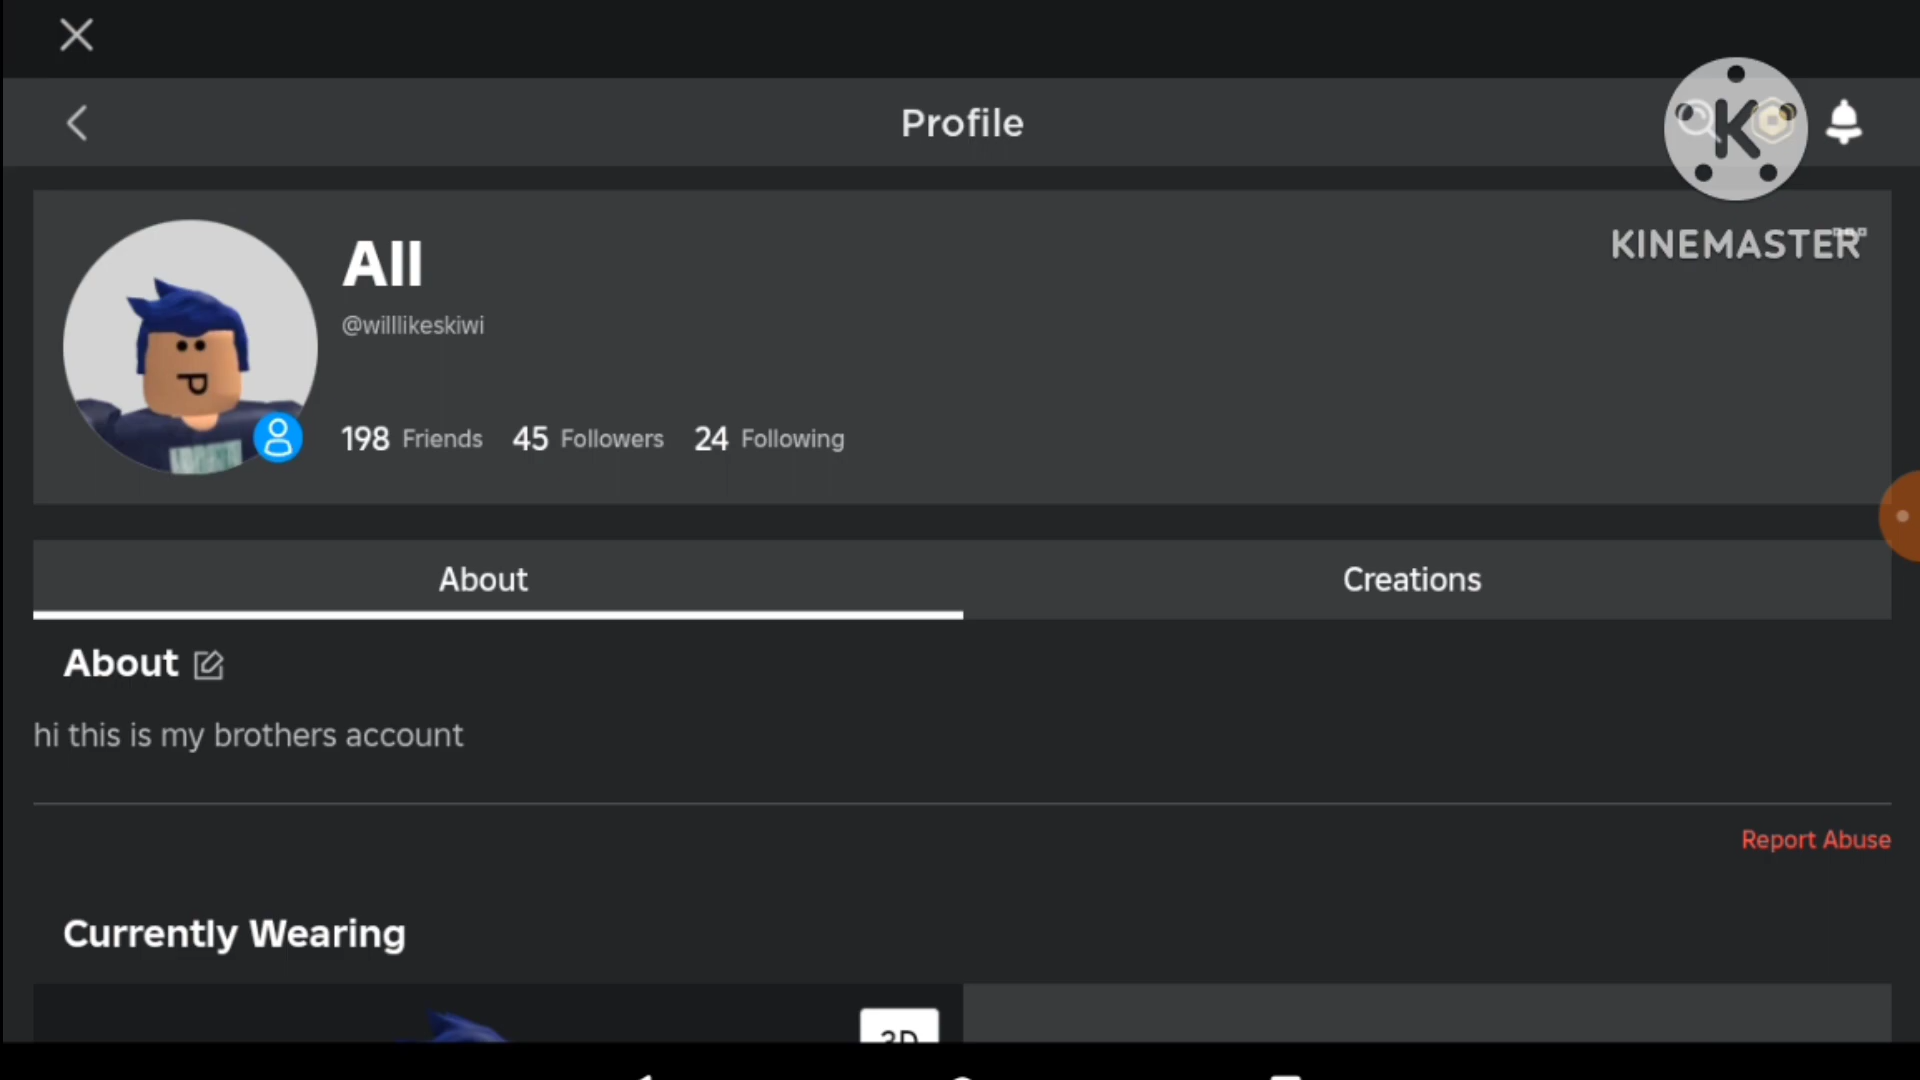 Profile
K
KINEMASTER
All
@willlikeskiwi
198 Friends 45 Followers 24 Following
About Creations
About
hi this is my brothers account
Report Abuse
Currently Wearing